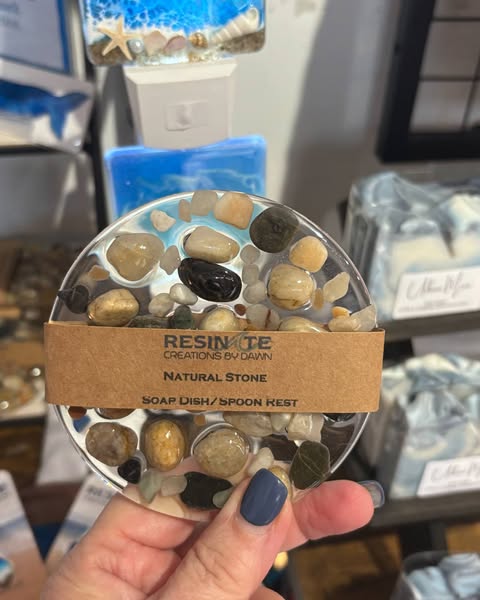 RESINATE
CREATIONS BY DAWN
NATURAL STONE
SOAP DISH/SPOON REST